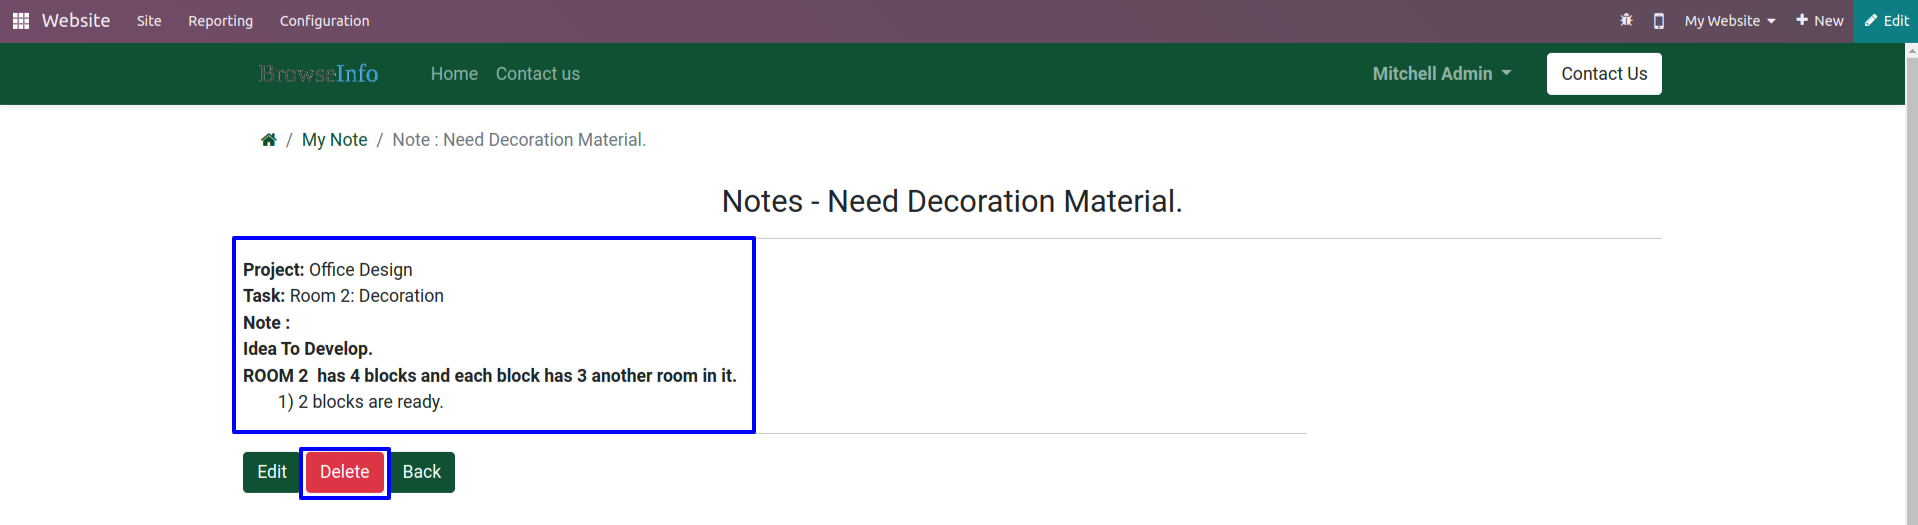 Website Site Reporting Configuration My Website New Edit
BrowseInfo Home Contact us Mitchell Admin Contact Us
/ My Note / Note : Need Decoration Material.
Notes - Need Decoration Material.
Project: Office Design
Task: Room 2: Decoration
Note :
Idea To Develop.
ROOM 2  has 4 blocks and each block has 3 another room in it.
1) 2 blocks are ready.
Edit Delete Back